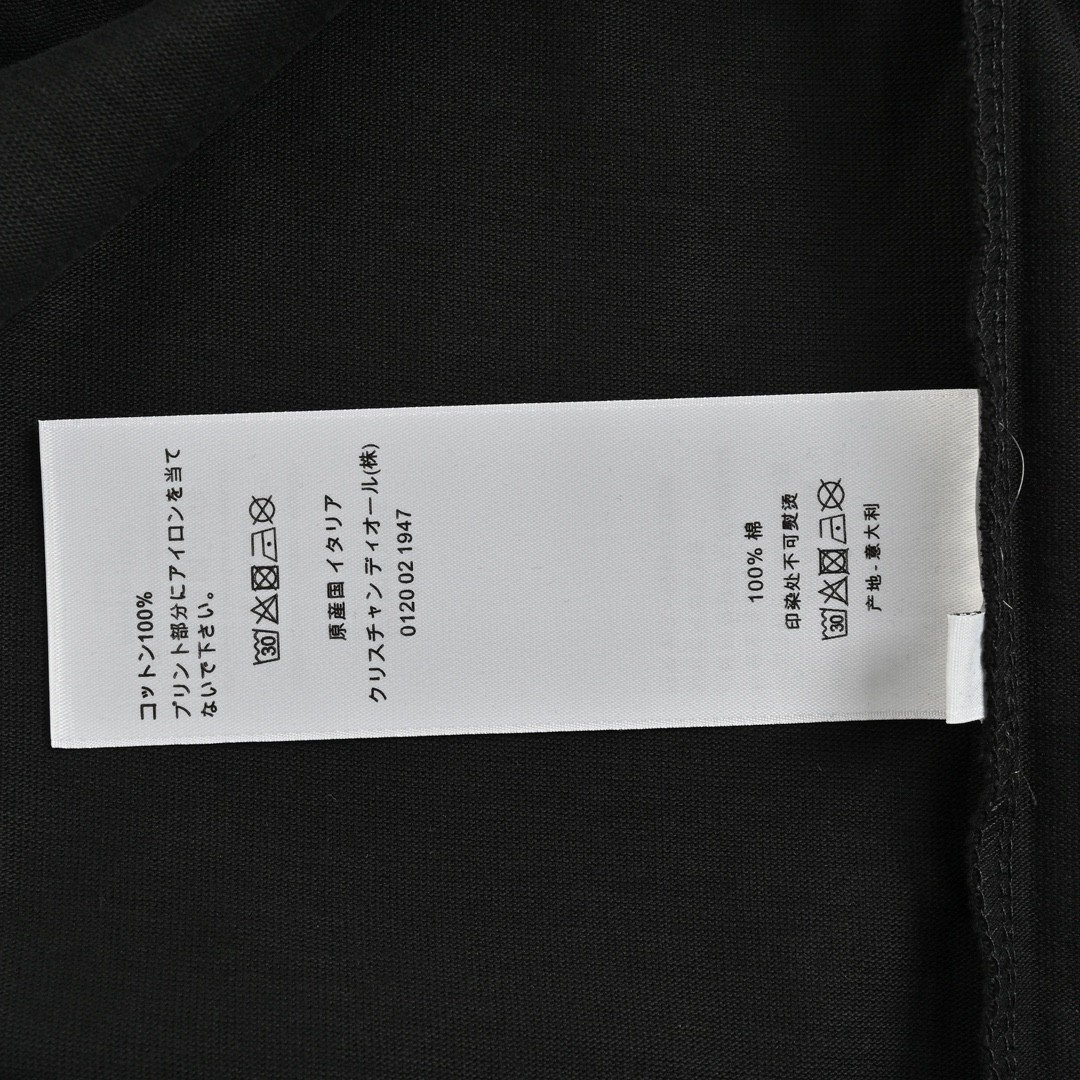 コットン100%
プリント部分にアイロンを当て
ないで下さい。
30
原産国 イタリア
クリスチャン ディオール(株)
0120 02 1947
100% 棉
印染处不可熨烫
30
产地 - 意大利